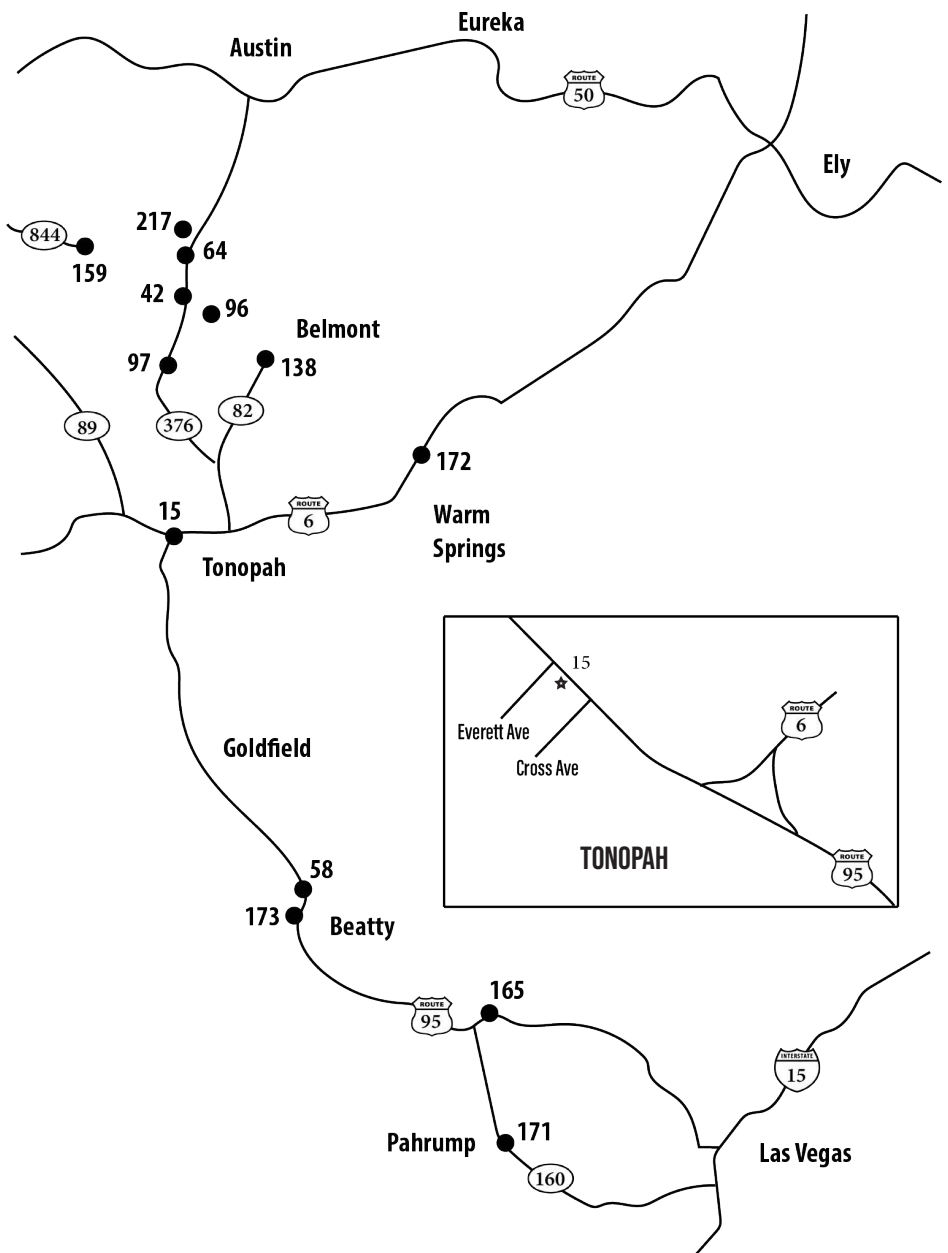 Eureka
Austin
ROUTE
50
Ely
217
844
64
159
42
96
Belmont
97
138
82
89
376
172
15
ROUTE
6
Warm
Springs
Tonopah
15
ROUTE
6
Everett Ave
Goldfield
Cross Ave
TONOPAH
ROUTE
95
58
173
Beatty
165
ROUTE
95
INTERSTATE
15
171
Pahrump
Las Vegas
160